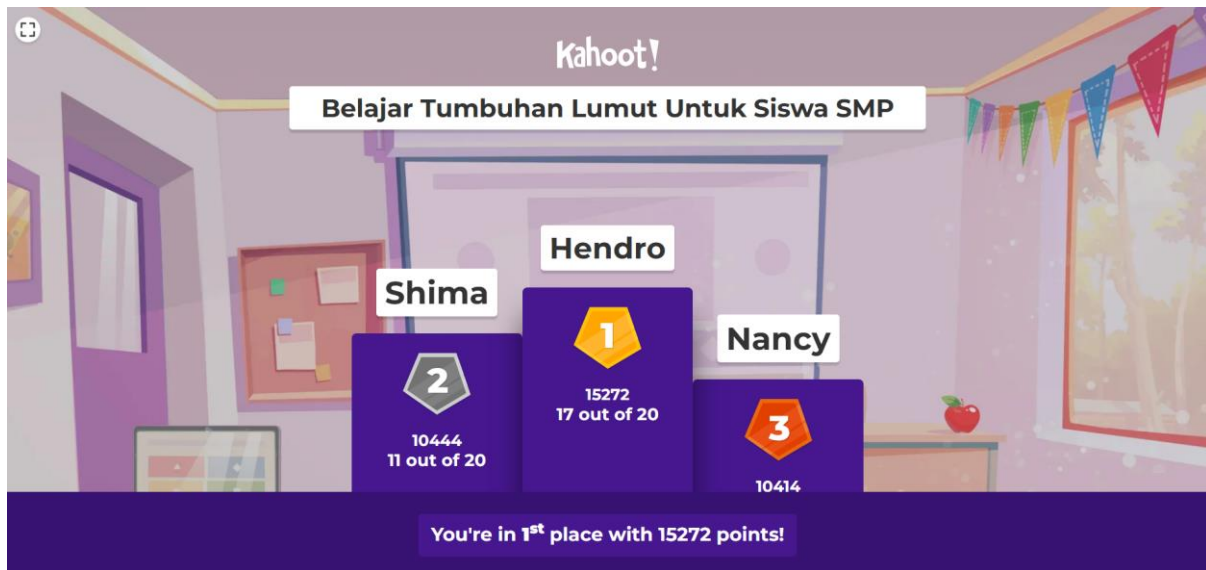 Kahoot!
Belajar Tumbuhan Lumut Untuk Siswa SMP
Hendro
Shima
Nancy
1
15272
17 out of 20
2
10444
11 out of 20
3
10414
You're in 1st place with 15272 points!